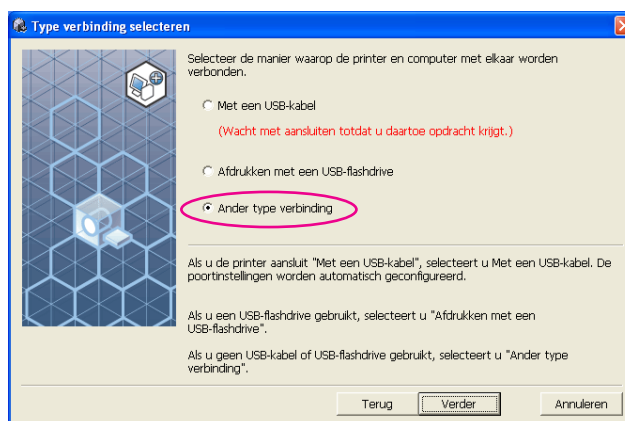 Type verbinding selecteren
Selecteer de manier waarop de printer en computer met elkaar worden
verbonden.
Met een USB-kabel
(Wacht met aansluiten totdat u daartoe opdracht krijgt.)
Afdrukken met een USB-flashdrive
Ander type verbinding
Als u de printer aansluit "Met een USB-kabel", selecteert u Met een USB-kabel. De
poortinstellingen worden automatisch geconfigureerd.
Als u een USB-flashdrive gebruikt, selecteert u "Afdrukken met een
USB-flashdrive".
Als u geen USB-kabel of USB-flashdrive gebruikt, selecteert u "Ander type
verbinding".
Terug
Verder
Annuleren